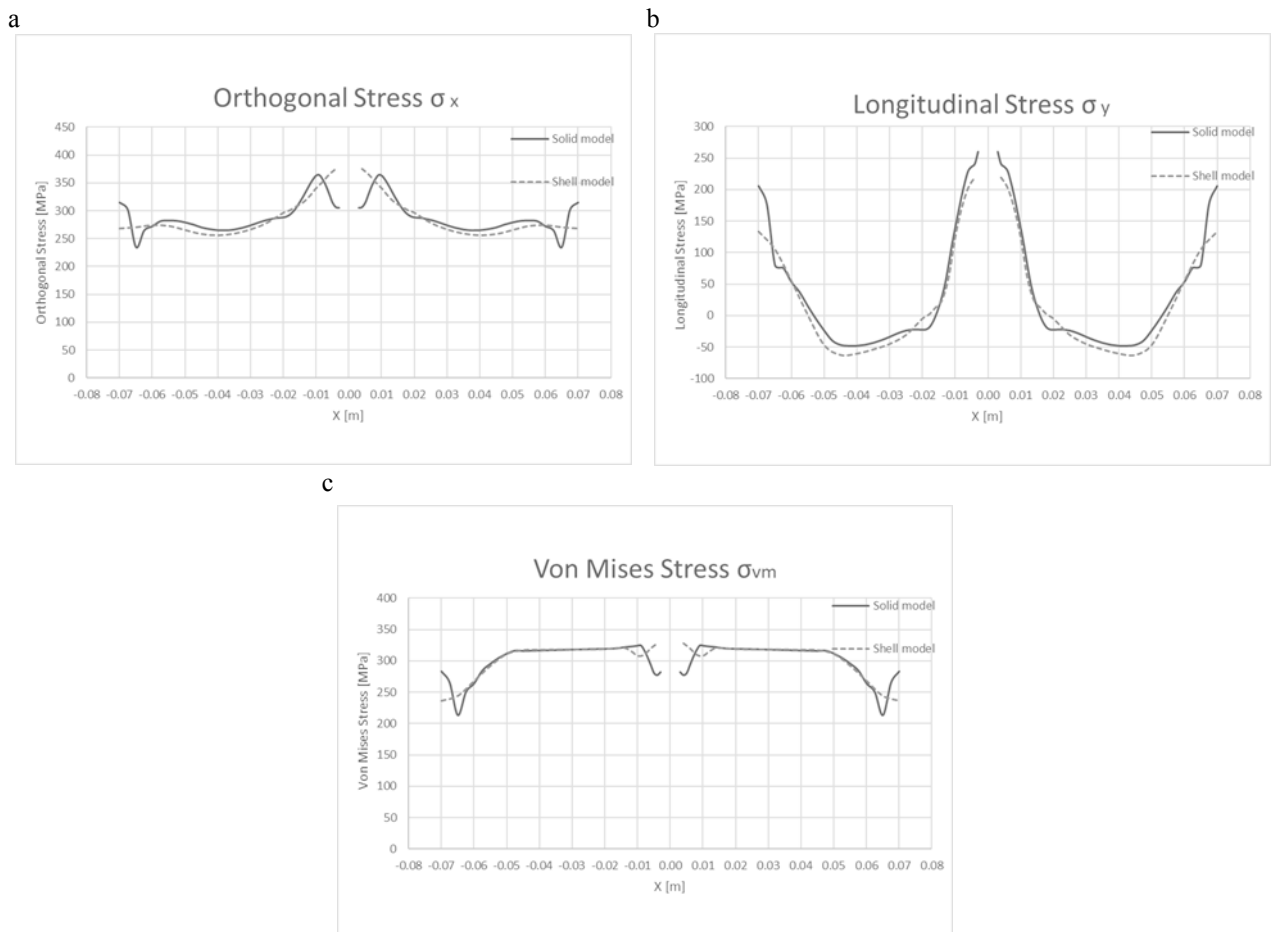 a
Orthogonal Stress σ x
450
400
350
300
250
200
150
100
50
0
Orthogonal Stress [MPa]
Solid model
Shell model
-0.08 -0.07 -0.06 -0.05 -0.04 -0.03 -0.02 -0.01 0.00 0.01 0.02 0.03 0.04 0.05 0.06 0.07 0.08
X [m]
b
Longitudinal Stress σ y
300
250
200
150
100
50
0
-50
-100
Longitudinal Stress [MPa]
Solid model
Shell model
-0.08 -0.07 -0.06 -0.05 -0.04 -0.03 -0.02 -0.01 0.00 0.01 0.02 0.03 0.04 0.05 0.06 0.07 0.08
X [m]
c
Von Mises Stress σvm
400
350
300
250
200
150
100
50
0
Von Mises Stress [MPa]
Solid model
Shell model
-0.08 -0.07 -0.06 -0.05 -0.04 -0.03 -0.02 -0.01 0.00 0.01 0.02 0.03 0.04 0.05 0.06 0.07 0.08
X [m]